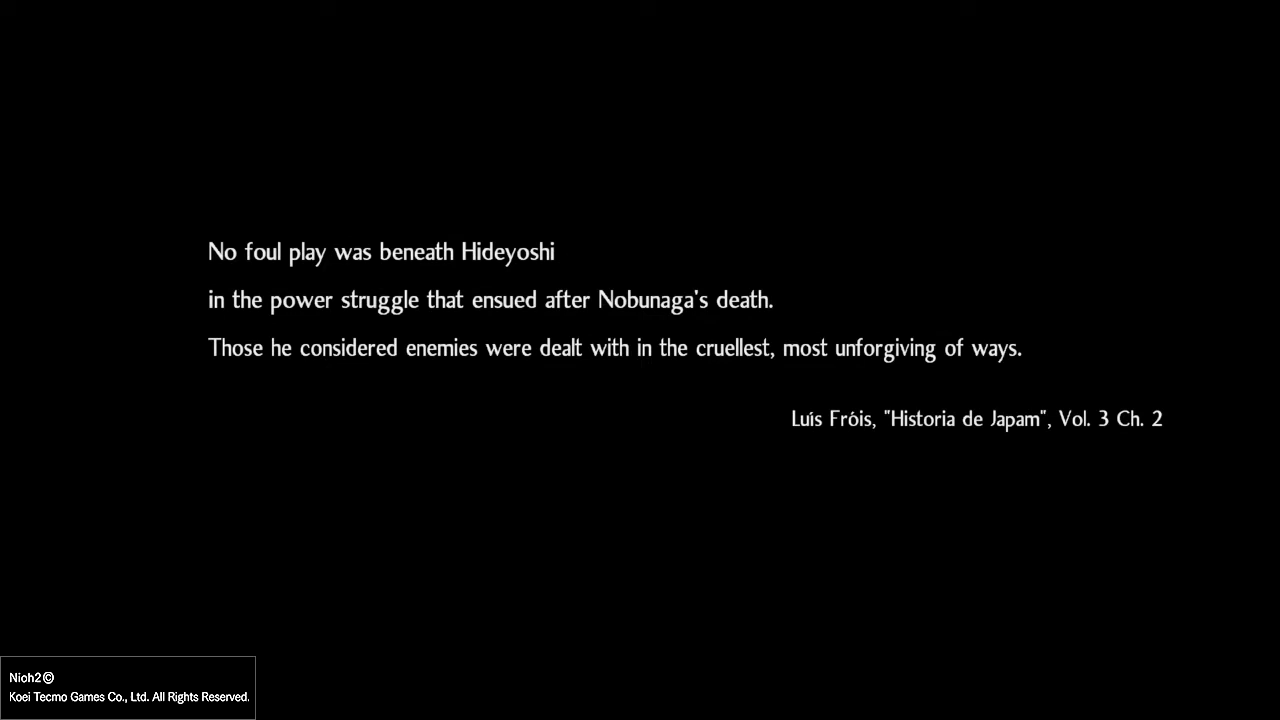 No foul play was beneath Hideyoshi
in the power struggle that ensued after Nobunaga's death.
Those he considered enemies were dealt with in the cruellest, most unforgiving of ways.
Luís Fróis, "Historia de Japam", Vol. 3 Ch. 2
Nioh2©
Koei Tecmo Games Co., Ltd. All Rights Reserved.